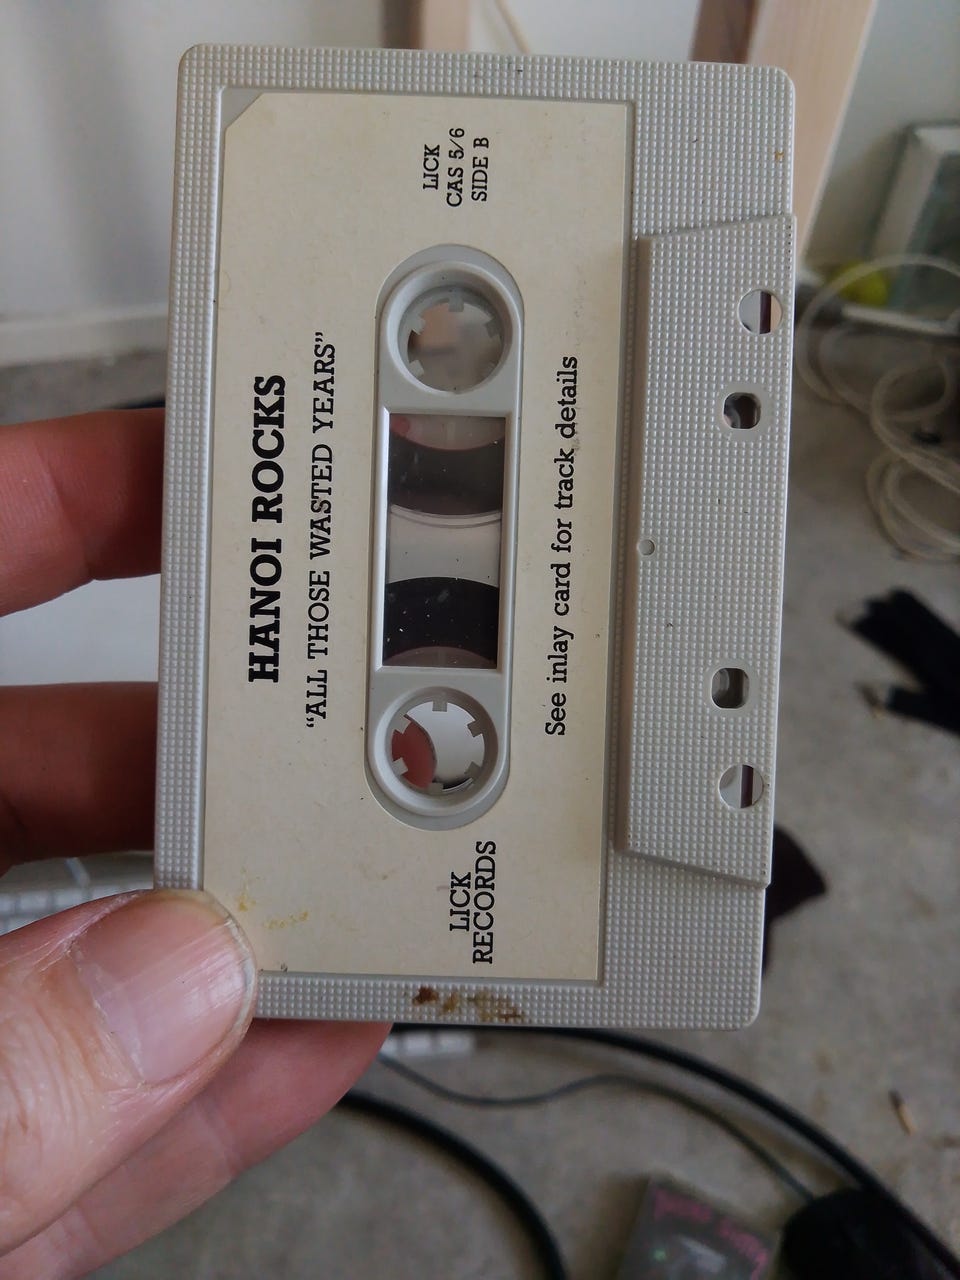 HANOI ROCKS
“ALL THOSE WASTED YEARS”
LICK
RECORDS
LICK
CAS 5/6
SIDE B
See inlay card for track details